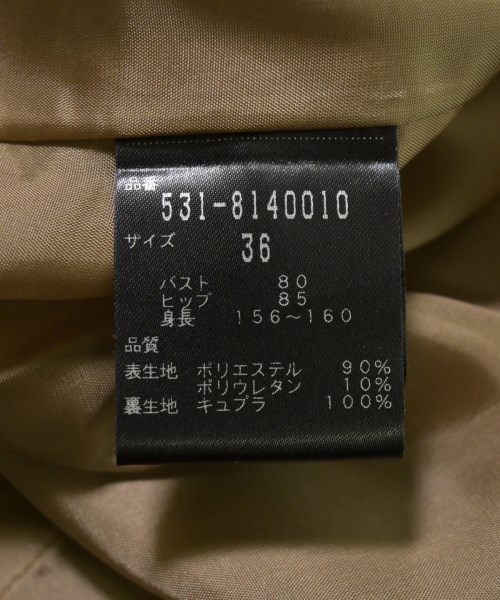 品番
531-8140010
サイズ 36
バスト 80
ヒップ 85
身長 156～160
品質
表生地 ポリエステル 90%
ポリウレタン 10%
裏生地 キュプラ 100%